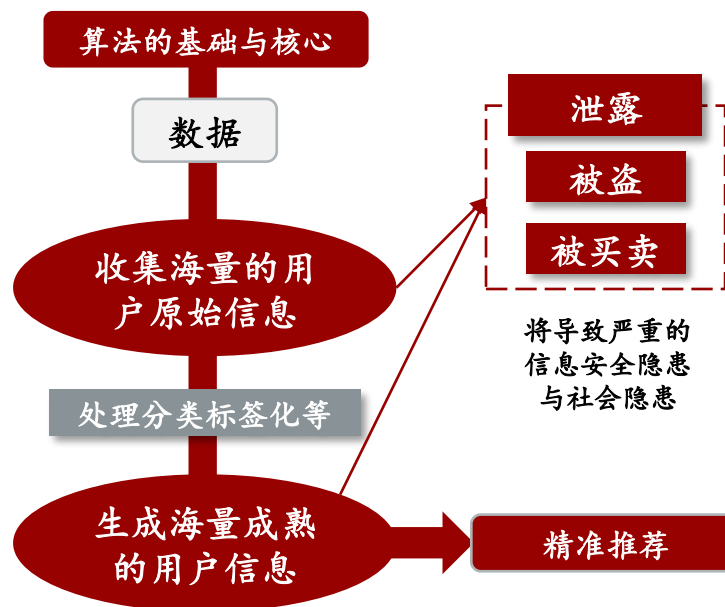 算法的基础与核心
数据
收集海量的用
户原始信息
处理分类标签化等
生成海量成熟
的用户信息
泄露
被盗
被买卖
将导致严重的
信息安全隐患
与社会隐患
精准推荐